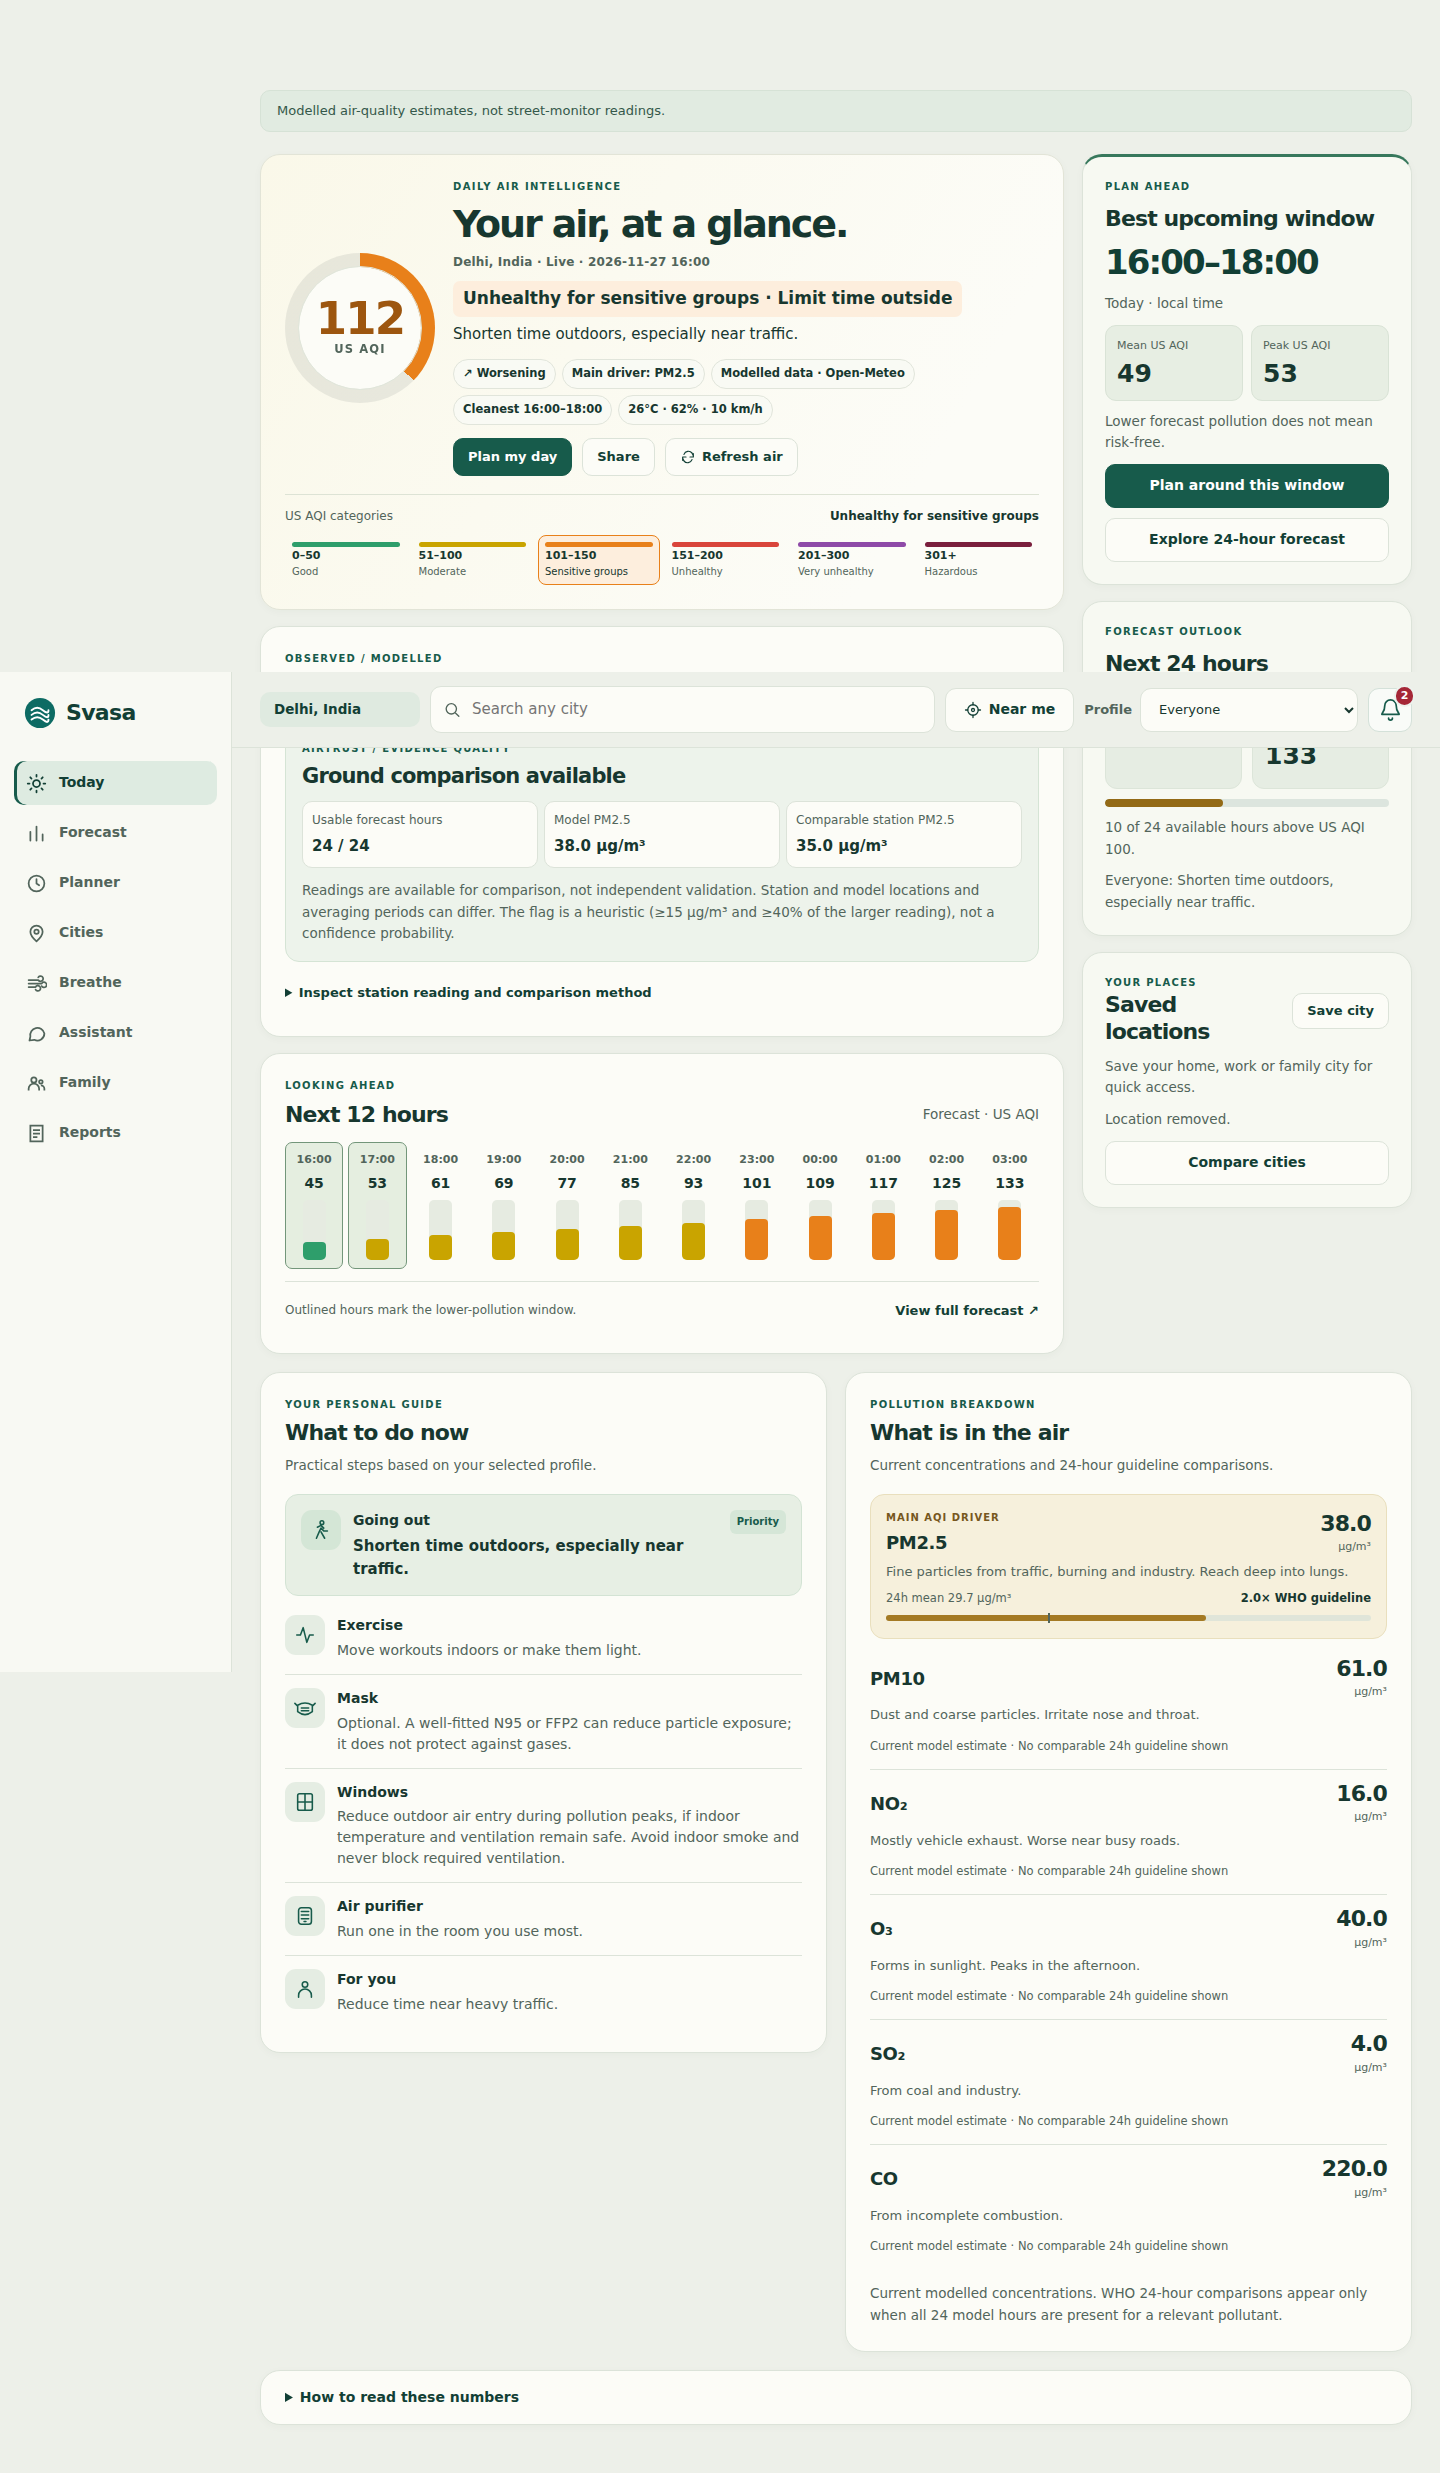 Modelled air-quality estimates, not street-monitor readings.
DAILY AIR INTELLIGENCE
Your air, at a glance.
Delhi, India · Live · 2026-11-27 16:00
112
US AQI
Unhealthy for sensitive groups · Limit time outside
Shorten time outdoors, especially near traffic.
↗ Worsening
Main driver: PM2.5
Modelled data · Open-Meteo
Cleanest 16:00–18:00
26°C · 62% · 10 km/h
Plan my day
Share
Refresh air
US AQI categories
Unhealthy for sensitive groups
0–50
Good
51–100
Moderate
101–150
Sensitive groups
151–200
Unhealthy
201–300
Very unhealthy
301+
Hazardous
PLAN AHEAD
Best upcoming window
16:00–18:00
Today · local time
Mean US AQI
49
Peak US AQI
53
Lower forecast pollution does not mean
risk-free.
Plan around this window
Explore 24-hour forecast
OBSERVED / MODELLED
FORECAST OUTLOOK
Next 24 hours
Svasa
Delhi, India
Search any city
Near me
Profile
Everyone
2
Today
Forecast
Planner
Cities
Breathe
Assistant
Family
Reports
AIRTRUST / EVIDENCE QUALITY
Ground comparison available
Usable forecast hours
24 / 24
Model PM2.5
38.0 µg/m³
Comparable station PM2.5
35.0 µg/m³
Readings are available for comparison, not independent validation. Station and model locations and
averaging periods can differ. The flag is a heuristic (≥15 µg/m³ and ≥40% of the larger reading), not a
confidence probability.
▶ Inspect station reading and comparison method
133
10 of 24 available hours above US AQI
100.
Everyone: Shorten time outdoors,
especially near traffic.
YOUR PLACES
Saved
locations
Save city
Save your home, work or family city for
quick access.
Location removed.
Compare cities
LOOKING AHEAD
Next 12 hours
Forecast · US AQI
16:00 17:00 18:00 19:00 20:00 21:00 22:00 23:00 00:00 01:00 02:00 03:00
45 53 61 69 77 85 93 101 109 117 125 133
Outlined hours mark the lower-pollution window.
View full forecast ↗
YOUR PERSONAL GUIDE
What to do now
Practical steps based on your selected profile.
Going out
Priority
Shorten time outdoors, especially near
traffic.
Exercise
Move workouts indoors or make them light.
Mask
Optional. A well-fitted N95 or FFP2 can reduce particle exposure;
it does not protect against gases.
Windows
Reduce outdoor air entry during pollution peaks, if indoor
temperature and ventilation remain safe. Avoid indoor smoke and
never block required ventilation.
Air purifier
Run one in the room you use most.
For you
Reduce time near heavy traffic.
POLLUTION BREAKDOWN
What is in the air
Current concentrations and 24-hour guideline comparisons.
MAIN AQI DRIVER
PM2.5
38.0
µg/m³
Fine particles from traffic, burning and industry. Reach deep into lungs.
24h mean 29.7 µg/m³
2.0× WHO guideline
PM10
61.0
µg/m³
Dust and coarse particles. Irritate nose and throat.
Current model estimate · No comparable 24h guideline shown
NO₂
16.0
µg/m³
Mostly vehicle exhaust. Worse near busy roads.
Current model estimate · No comparable 24h guideline shown
O₃
40.0
µg/m³
Forms in sunlight. Peaks in the afternoon.
Current model estimate · No comparable 24h guideline shown
SO₂
4.0
µg/m³
From coal and industry.
Current model estimate · No comparable 24h guideline shown
CO
220.0
µg/m³
From incomplete combustion.
Current model estimate · No comparable 24h guideline shown
Current modelled concentrations. WHO 24-hour comparisons appear only
when all 24 model hours are present for a relevant pollutant.
▶ How to read these numbers